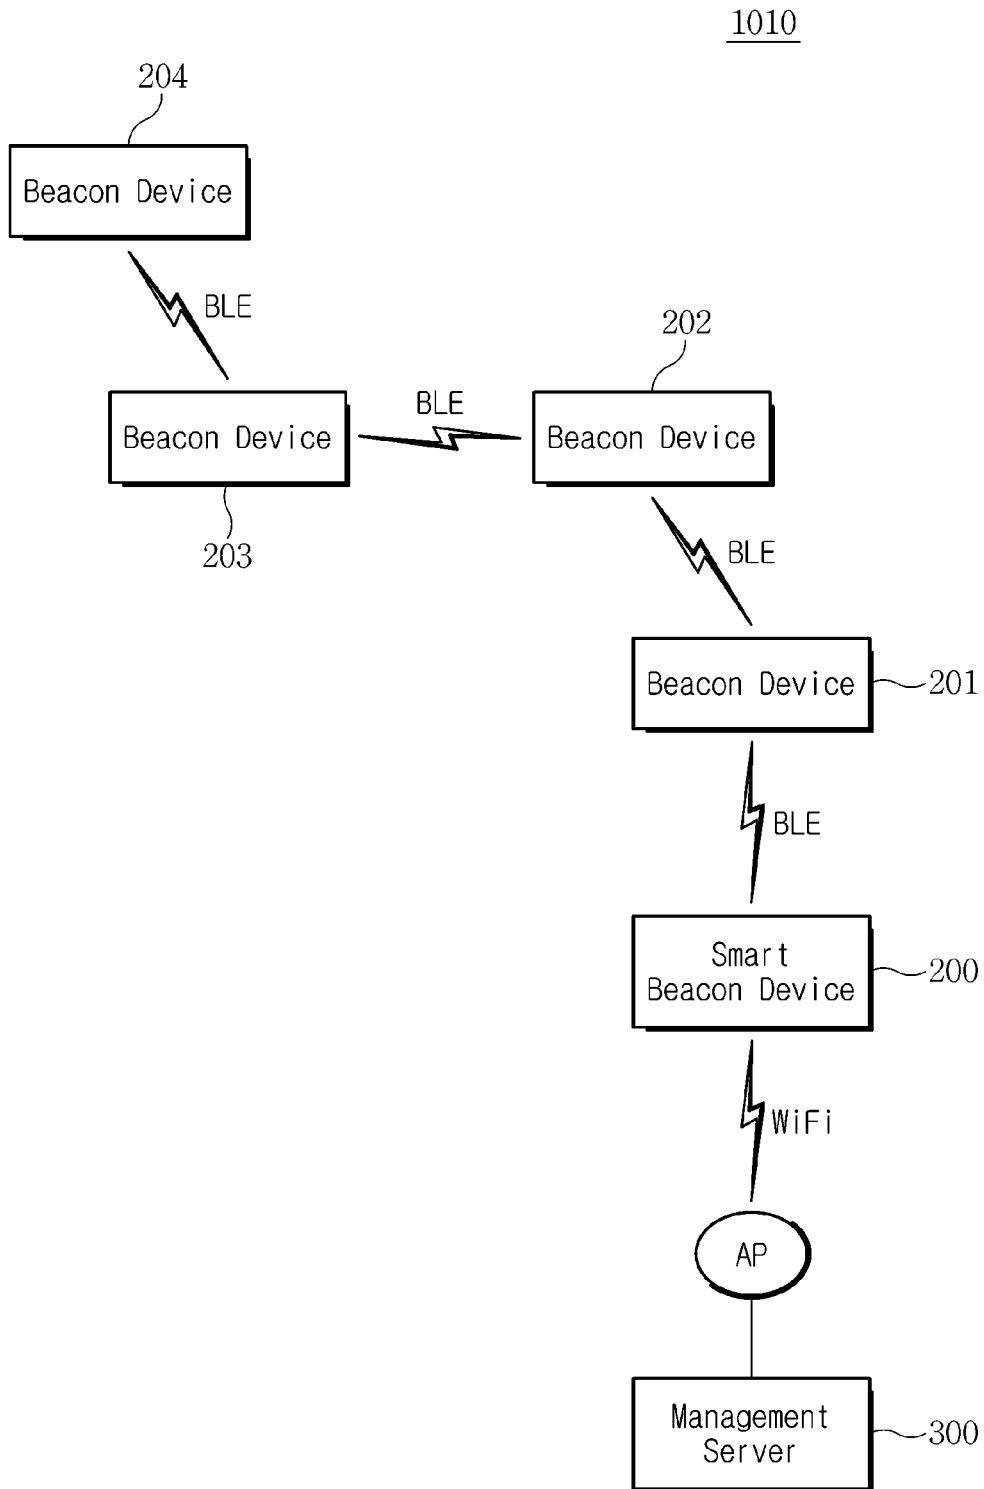 1010
204
Beacon Device
BLE
202
BLE
Beacon Device
Beacon Device
203
BLE
Beacon Device
201
BLE
Smart
Beacon Device
200
WiFi
AP
Management
Server
300